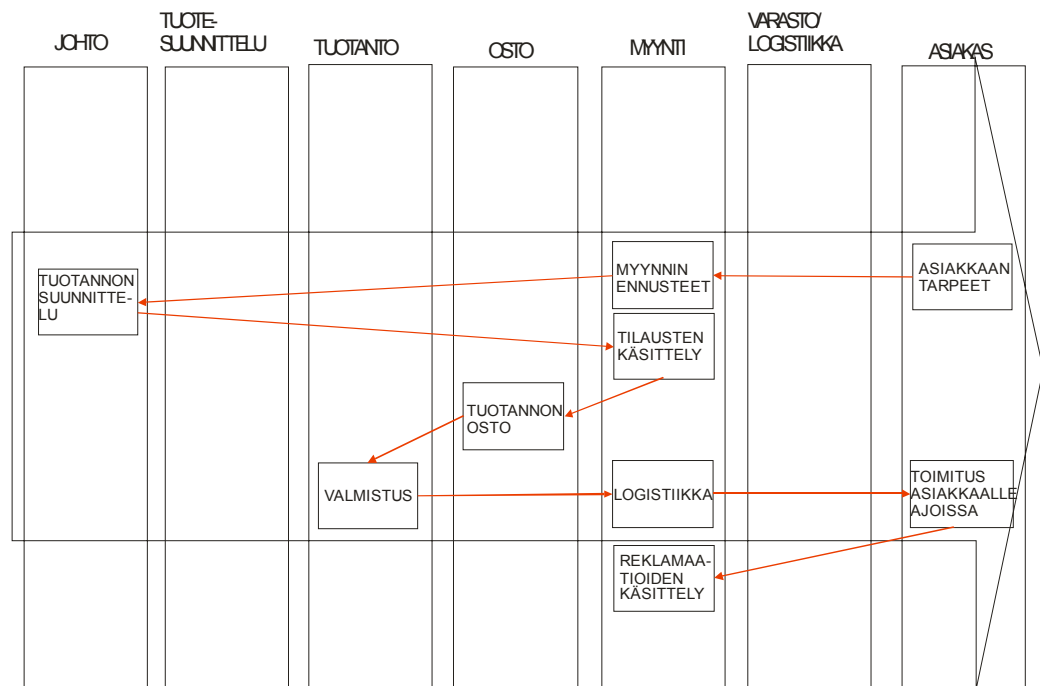 JOHTO
TUOTE-
SUUNNITTELU
TUOTANTO
OSTO
MYYNTI
VARASTO/
LOGISTIIKKA
ASIAKAS
MYYNNIN
ENNUSTEET
ASIAKKAAN
TARPEET
TUOTANNON
SUUNNITTE-
LU
TILAUSTEN
KÄSITTELY
TUOTANNON
OSTO
VALMISTUS
LOGISTIIKKA
TOIMITUS
ASIAKKAALLE
AJOISSA
REKLAMAA-
TIOIDEN
KÄSITTELY